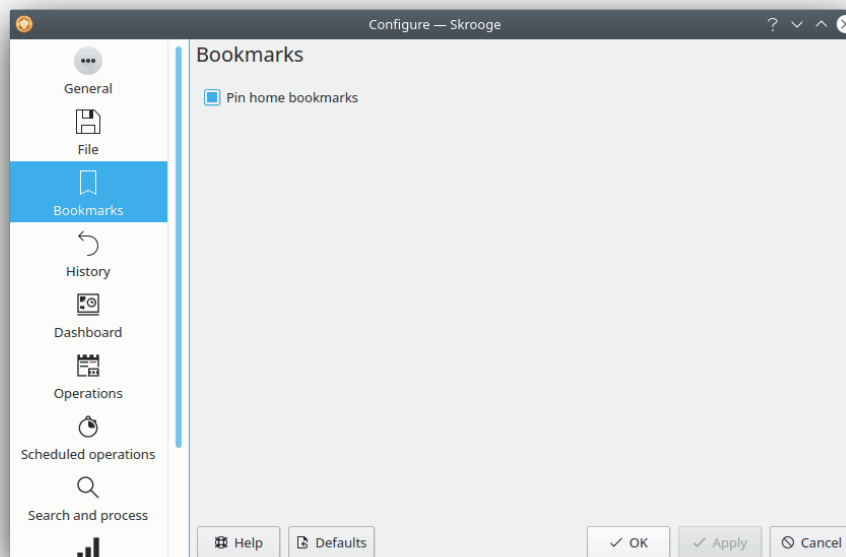 Configure — Skrooge
General
File
Bookmarks
History
Dashboard
Operations
Scheduled operations
Search and process
Bookmarks
Pin home bookmarks
Help
Defaults
OK
Apply
Cancel